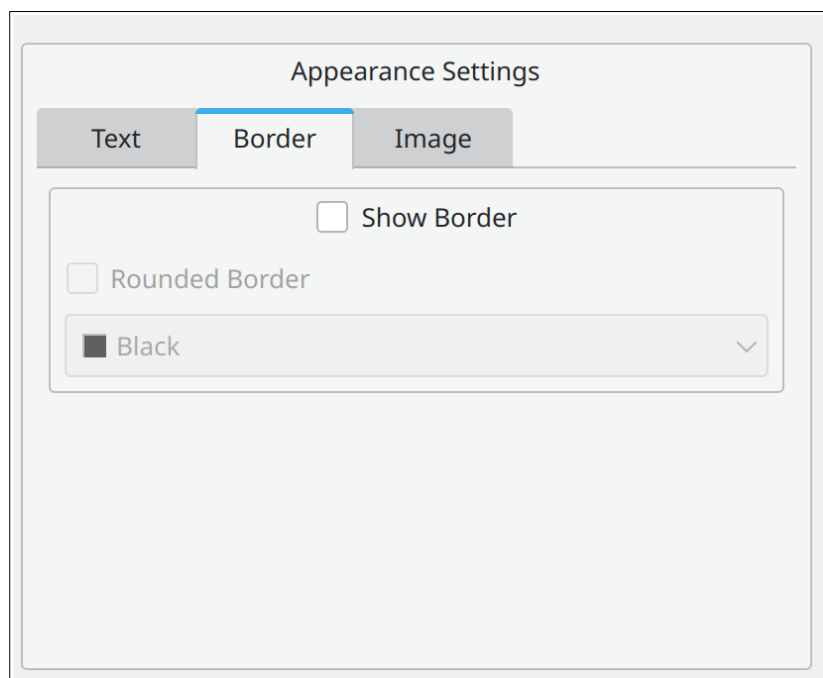 Appearance Settings
Text Border Image
Show Border
Rounded Border
Black